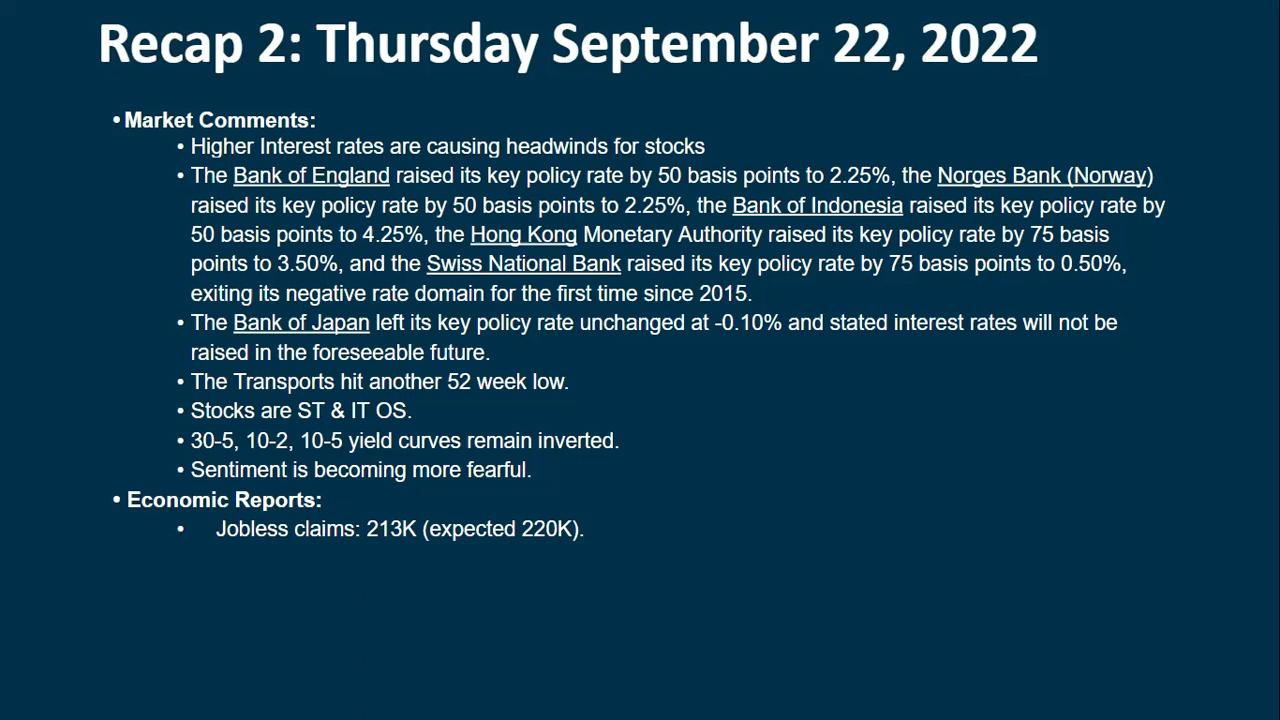 Recap 2: Thursday September 22, 2022
• Market Comments:
• Higher Interest rates are causing headwinds for stocks
• The Bank of England raised its key policy rate by 50 basis points to 2.25%, the Norges Bank (Norway)
raised its key policy rate by 50 basis points to 2.25%, the Bank of Indonesia raised its key policy rate by
50 basis points to 4.25%, the Hong Kong Monetary Authority raised its key policy rate by 75 basis
points to 3.50%, and the Swiss National Bank raised its key policy rate by 75 basis points to 0.50%,
exiting its negative rate domain for the first time since 2015.
• The Bank of Japan left its key policy rate unchanged at -0.10% and stated interest rates will not be
raised in the foreseeable future.
• The Transports hit another 52 week low.
• Stocks are ST & IT OS.
• 30-5, 10-2, 10-5 yield curves remain inverted.
• Sentiment is becoming more fearful.
• Economic Reports:
• Jobless claims: 213K (expected 220K).